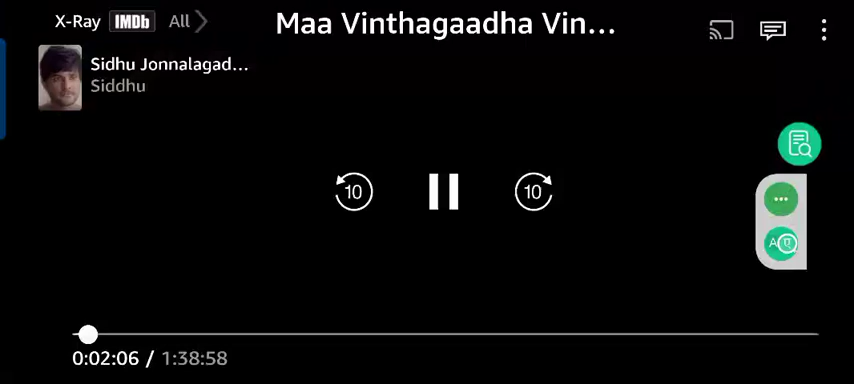 X-Ray IMDb All
Maa Vinthagaadha Vin...
Sidhu Jonnalagad...
Siddhu
10
10
0:02:06 / 1:38:58